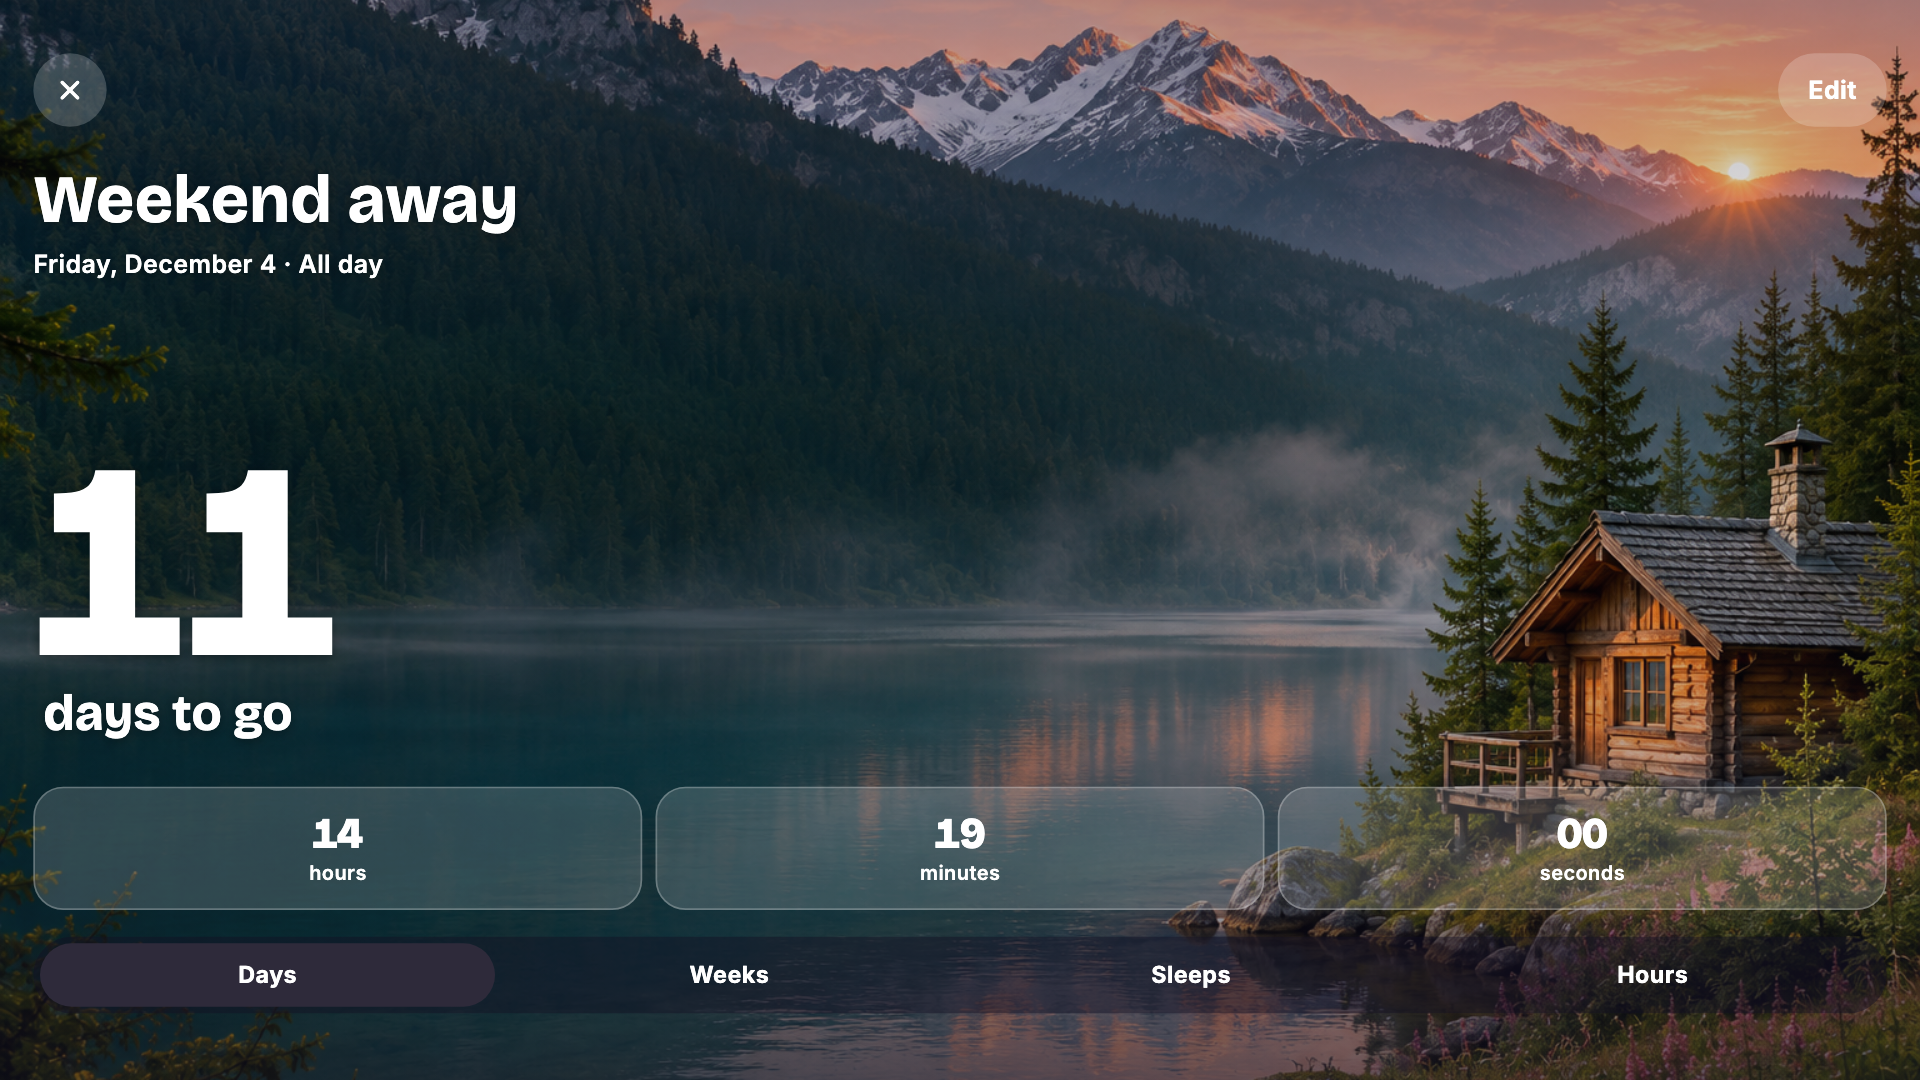 Edit
Weekend away
Friday, December 4 · All day
11
days to go
14
hours
19
minutes
00
seconds
Days
Weeks
Sleeps
Hours